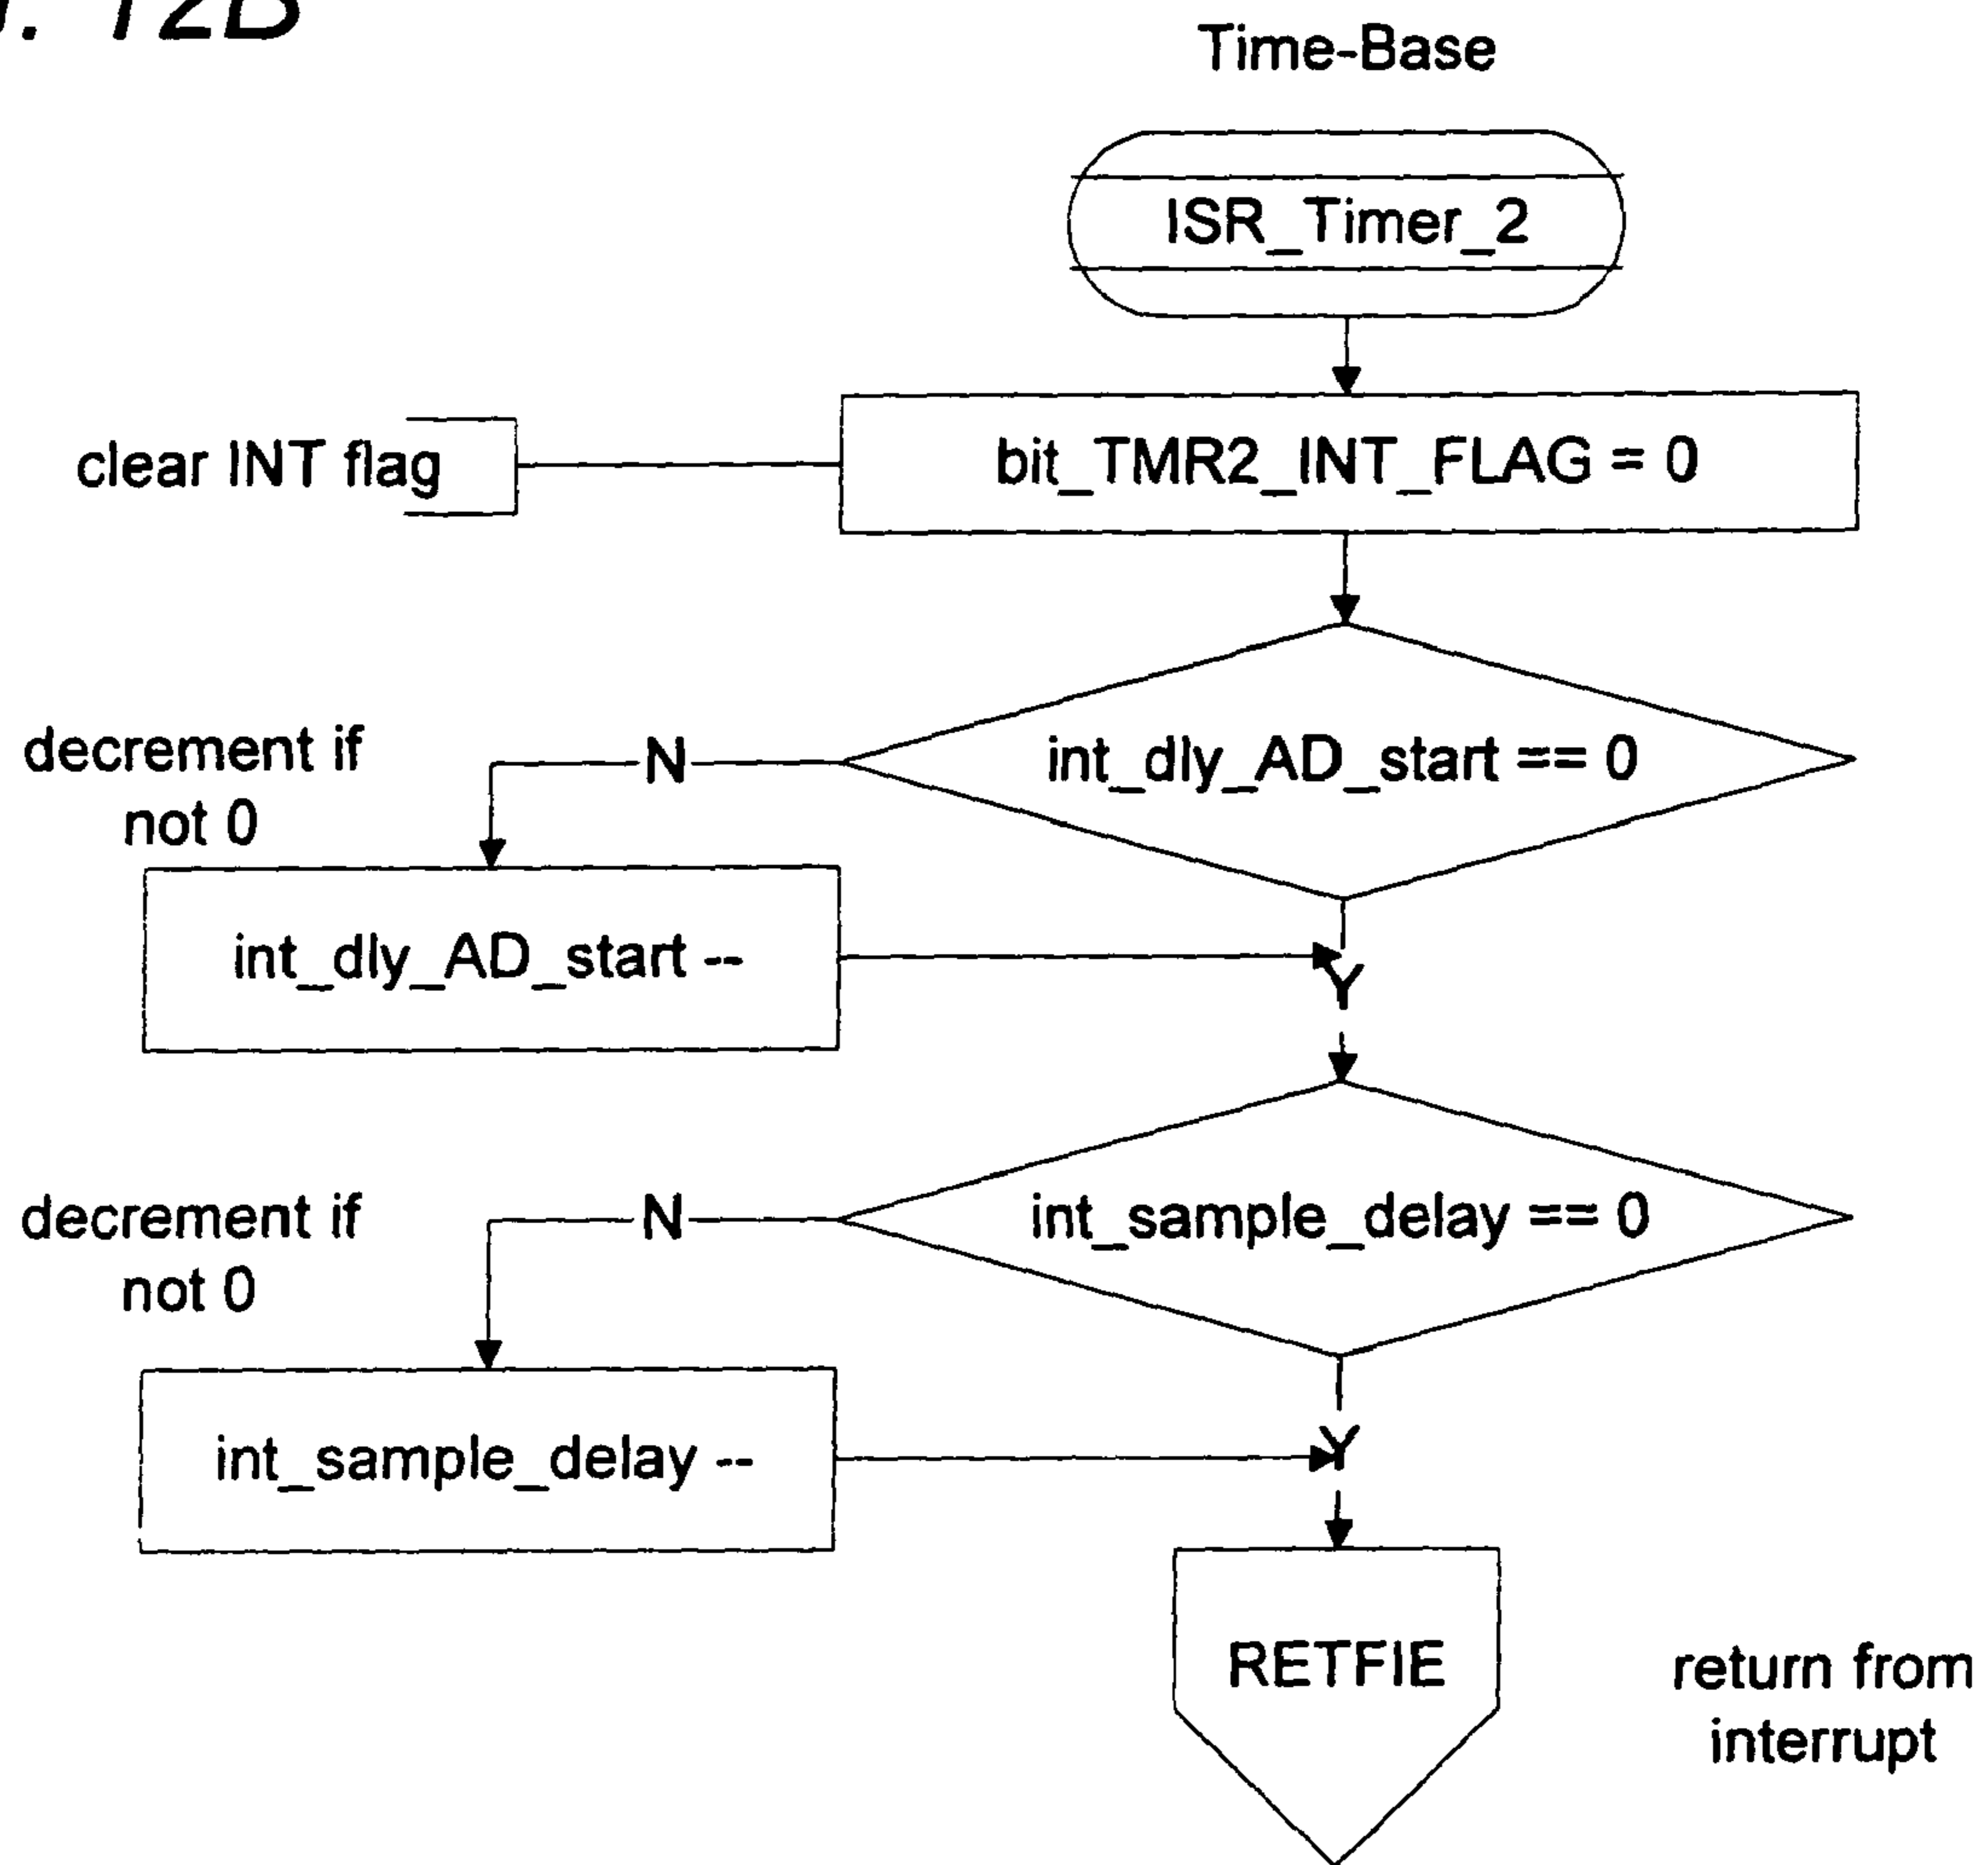 12B
Time-Base
ISR_Timer_2
clear INT flag
bit_TMR2_INT_FLAG = 0
decrement if
not 0
N
int_dly_AD_start == 0
int_dly_AD_start --
Y
decrement if
not 0
N
int_sample_delay == 0
int_sample_delay --
Y
RETFIE
return from
interrupt